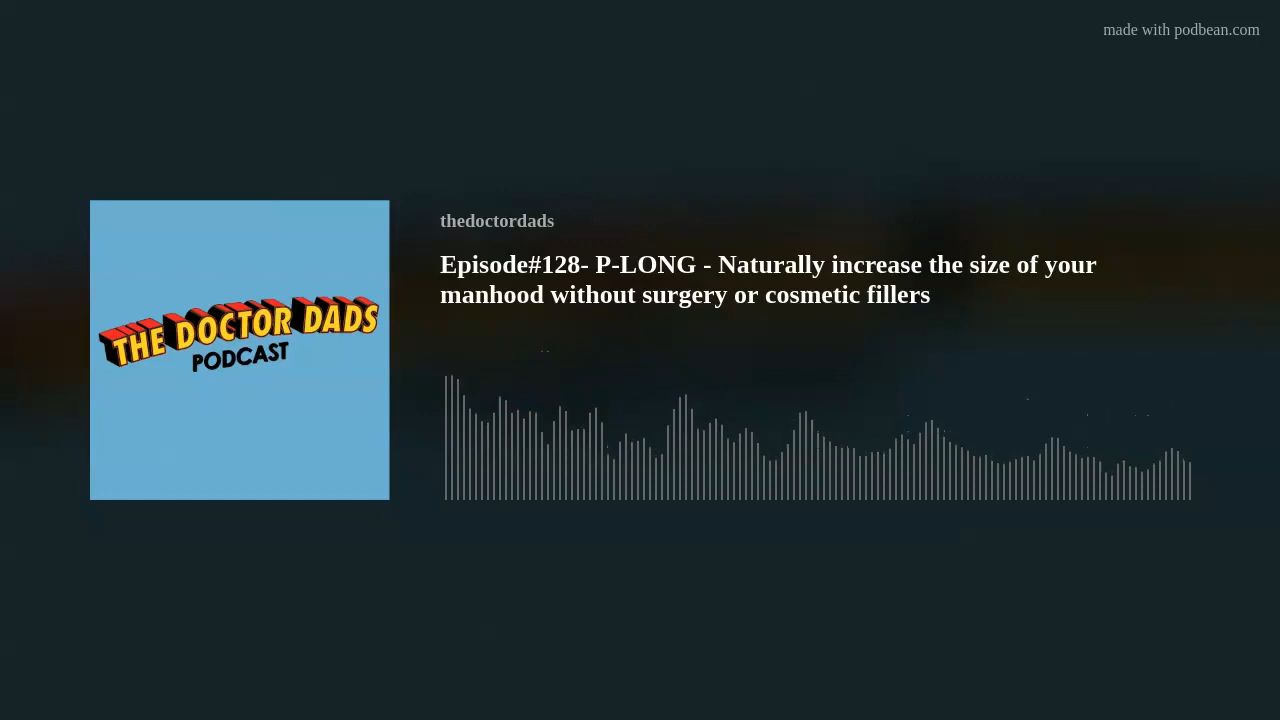 made with podbean.com
thedoctordads
Episode#128- P-LONG - Naturally increase the size of your
manhood without surgery or cosmetic fillers
THE DOCTOR DADS
PODCAST